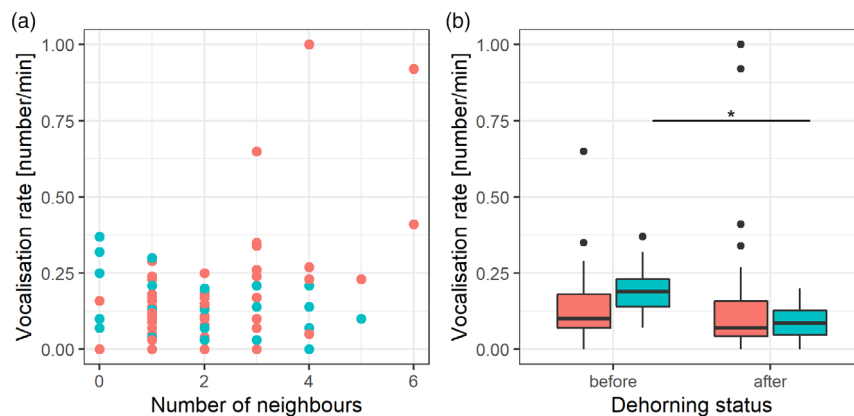 (a)
Vocalisation rate [number/min]
1.00
0.75
0.50
0.25
0.00
0
2
4
6
Number of neighbours
(b)
Vocalisation rate [number/min]
1.00
0.75
0.50
0.25
0.00
*
before
after
Dehorning status